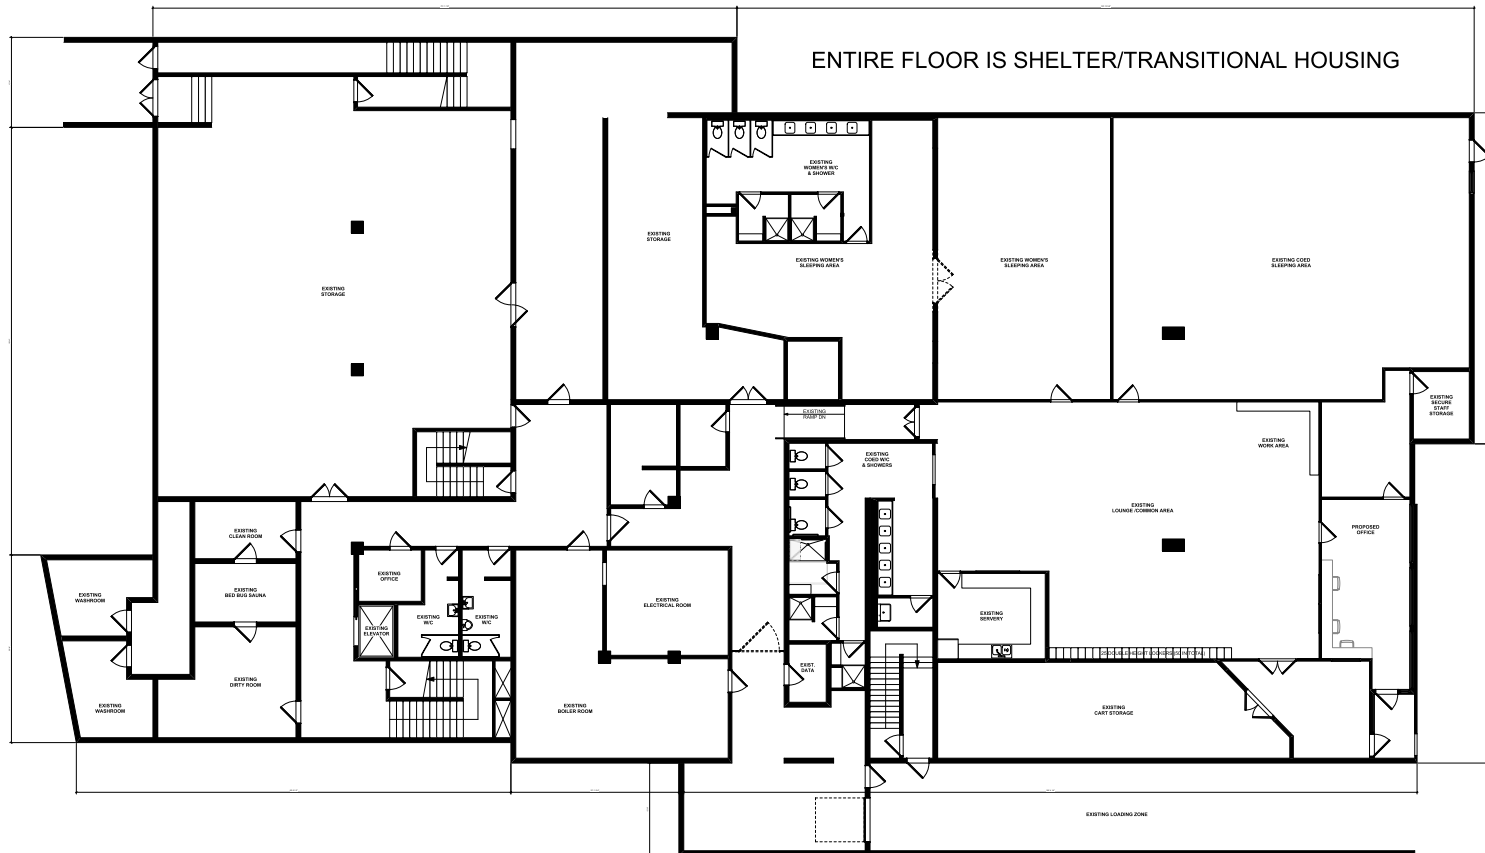 ENTIRE FLOOR IS SHELTER/TRANSITIONAL HOUSING
EXISTING
WOMEN'S W/C
& SHOWER
EXISTING
STORAGE
EXISTING WOMEN'S
SLEEPING AREA
EXISTING WOMEN'S
SLEEPING AREA
EXISTING COED
SLEEPING AREA
EXISTING
STORAGE
EXISTING
SECURE
STAFF
STORAGE
EXISTING
RAMP DN
EXISTING
WORK AREA
EXISTING
COED W/C
& SHOWERS
EXISTING
LOUNGE /COMMON AREA
PROPOSED
OFFICE
EXISTING
CLEAN ROOM
EXISTING
OFFICE
EXISTING
BED BUG SAUNA
EXISTING
WASHROOM
EXISTING
ELECTRICAL ROOM
EXISTING
W/C
EXISTING
W/C
EXISTING
ELEVATOR
EXISTING
SERVERY
EXIST.
DATA
EXISTING
DIRTY ROOM
EXISTING
WASHROOM
EXISTING
BOILER ROOM
EXISTING
CART STORAGE
EXISTING LOADING ZONE